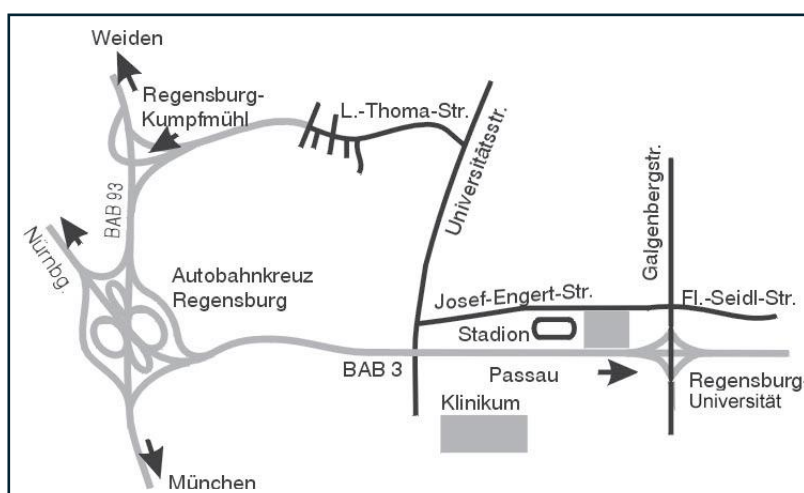 Weiden
Regensburg-
Kumpfmühl
L.-Thoma-Str.
Universitätsstr.
BAB 93
Galgenbergstr.
Nürnbg.
Autobahnkreuz
Regensburg
Josef-Engert-Str.
Fl.-Seidl-Str.
Stadion
BAB 3
Passau
Regensburg-
Universität
Klinikum
München